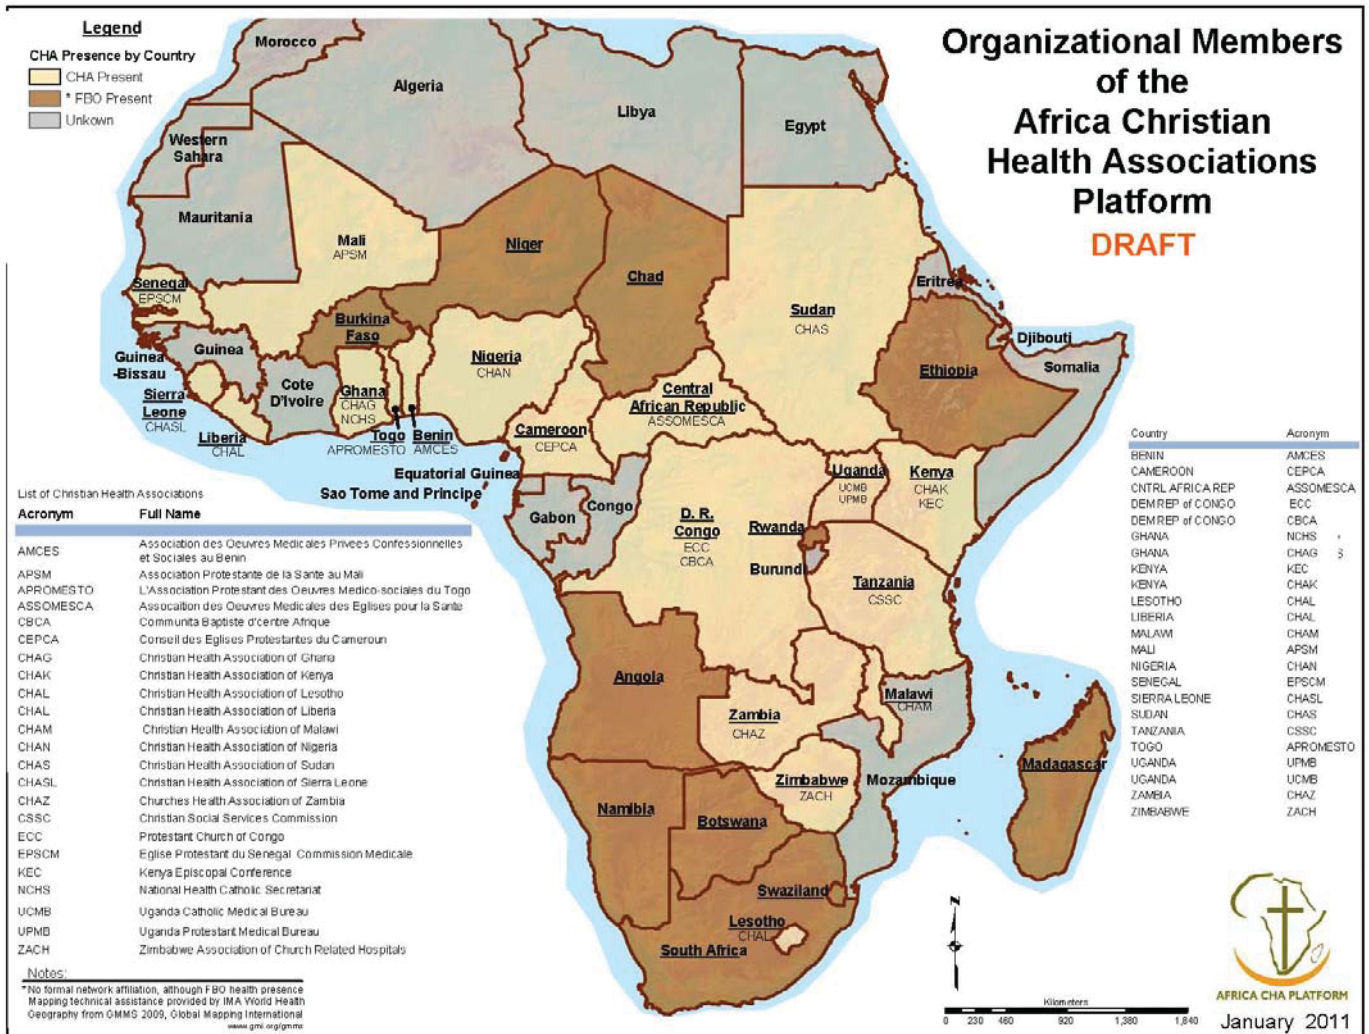 Legend
CHA Presence by Country
CHA Present
* FBO Present
Unkown
Organizational Members
of the
Africa Christian
Health Associations
Platform
DRAFT
Morocco
Algeria
Libya
Egypt
Western
Sahara
Mauritania
Mali
APSM
Niger
Chad
Sudan
CHAS
Eritrea
Djibouti
Somalia
Ethiopia
Senegal
EPSCM
Guinea
-Bissau
Guinea
Sierra
Leone
CHASL
Liberia
CHAL
Cote
D'Ivoire
Burkina
Faso
Ghana
CHAG
NCHS
Togo
APROMESTO
Benin
AMCES
Nigeria
CHAN
Cameroon
CEPCA
Central
African Republic
ASSOMESCA
Equatorial Guinea
Sao Tome and Principe
Gabon
Congo
D. R.
Congo
ECC
CBCA
Uganda
UCMB
UPMB
Kenya
CHAK
KEC
Rwanda
Burundi
Tanzania
CSSC
Angola
Zambia
CHAZ
Malawi
CHAM
Mozambique
Zimbabwe
ZACH
Namibia
Botswana
Swaziland
Lesotho
CHAL
South Africa
Madagascar
List of Christian Health Associations
Acronym Full Name
AMCES Association des Oeuvres Medicales Privees Confessionnelles
et Sociales au Benin
APSM Association Protestante de la Sante au Mali
APROMESTO L'Association Protestant des Oeuvres Medico-sociales du Togo
ASSOMESCA Assocaition des Oeuvres Medicales des Eglises pour la Sante
CBCA Communita Baptiste d'centre Afrique
CEPCA Conseil des Eglises Protestantes du Cameroun
CHAG Christian Health Association of Ghana
CHAK Christian Health Association of Kenya
CHAL Christian Health Association of Lesotho
CHAL Christian Health Association of Liberia
CHAM Christian Health Association of Malawi
CHAN Christian Health Association of Nigeria
CHAS Christian Health Association of Sudan
CHASL Christian Health Association of Sierra Leone
CHAZ Churches Health Association of Zambia
CSSC Christian Social Services Commission
ECC Protestant Church of Congo
EPSCM Eglise Protestant du Senegal Commission Medicale
KEC Kenya Episcopal Conference
NCHS National Health Catholic Secretariat
UCMB Uganda Catholic Medical Bureau
UPMB Uganda Protestant Medical Bureau
ZACH Zimbabwe Association of Church Related Hospitals
Notes:
*No formal network affiliation, although FBO health presence
Mapping technical assistance provided by IMA World Health
Geography from GMMS 2009, Global Mapping International
www.gmi.org/gmms
Country Acronym
BENIN AMCES
CAMEROON CEPCA
CNTRL AFRICA REP ASSOMESCA
DEM REP of CONGO ECC
DEM REP of CONGO CBCA
GHANA NCHS
GHANA CHAG S
KENYA KEC
KENYA CHAK
LESOTHO CHAL
LIBERIA CHAL
MALAWI CHAM
MALI APSM
NIGERIA CHAN
SENEGAL EPSCM
SIERRA LEONE CHASL
SUDAN CHAS
TANZANIA CSSC
TOGO APROMESTO
UGANDA UPMB
UGANDA UCMB
ZAMBIA CHAZ
ZIMBABWE ZACH
N
Kilometers
0 230 460 920 1,380 1,840
AFRICA CHA PLATFORM
January 2011